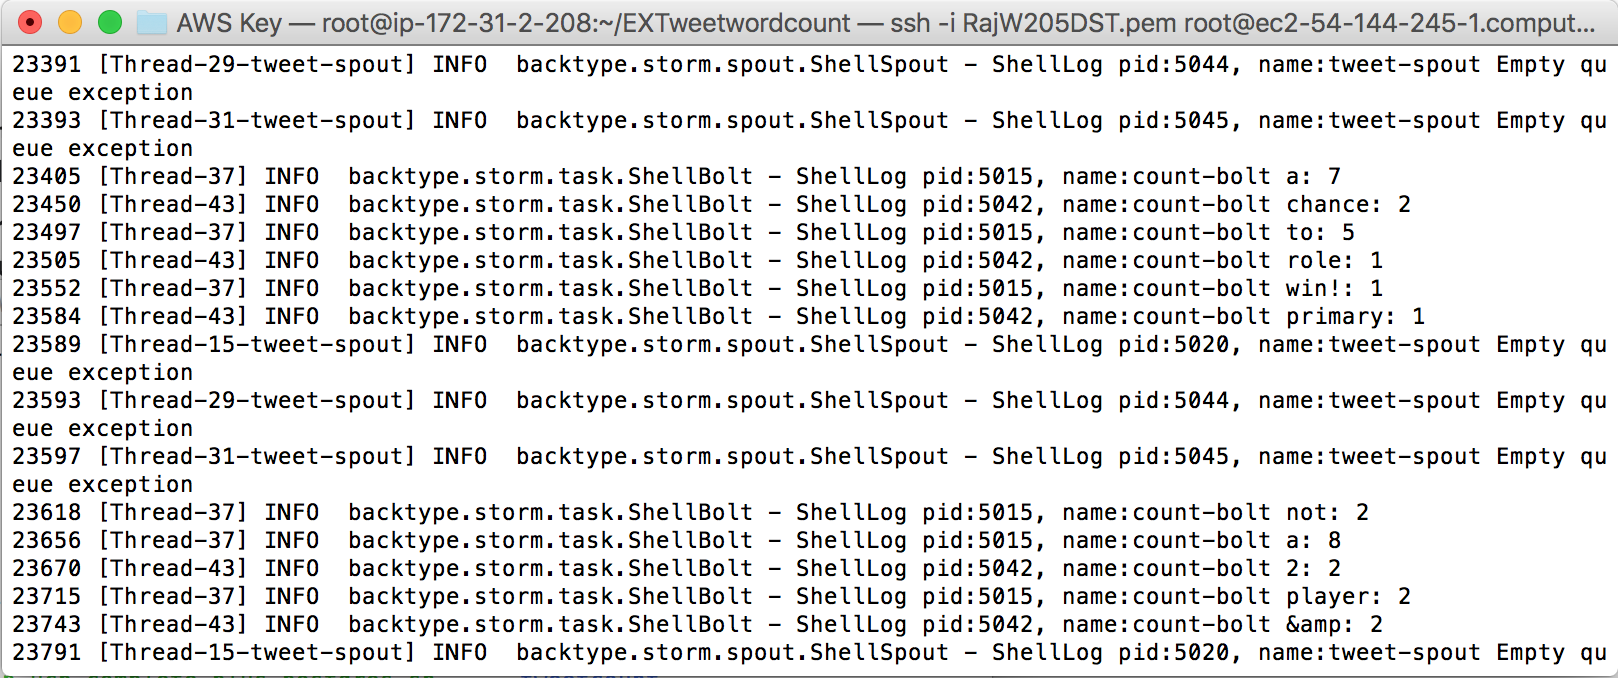 AWS Key — root@ip-172-31-2-208:~/EXTweetwordcount — ssh -i RajW205DST.pem root@ec2-54-144-245-1.comput...
23391 [Thread-29-tweet-spout] INFO  backtype.storm.spout.ShellSpout - ShellLog pid:5044, name:tweet-spout Empty qu
eue exception
23393 [Thread-31-tweet-spout] INFO  backtype.storm.spout.ShellSpout - ShellLog pid:5045, name:tweet-spout Empty qu
eue exception
23405 [Thread-37] INFO  backtype.storm.task.ShellBolt - ShellLog pid:5015, name:count-bolt a: 7
23450 [Thread-43] INFO  backtype.storm.task.ShellBolt - ShellLog pid:5042, name:count-bolt chance: 2
23497 [Thread-37] INFO  backtype.storm.task.ShellBolt - ShellLog pid:5015, name:count-bolt to: 5
23505 [Thread-43] INFO  backtype.storm.task.ShellBolt - ShellLog pid:5042, name:count-bolt role: 1
23552 [Thread-37] INFO  backtype.storm.task.ShellBolt - ShellLog pid:5015, name:count-bolt win!: 1
23584 [Thread-43] INFO  backtype.storm.task.ShellBolt - ShellLog pid:5042, name:count-bolt primary: 1
23589 [Thread-15-tweet-spout] INFO  backtype.storm.spout.ShellSpout - ShellLog pid:5020, name:tweet-spout Empty qu
eue exception
23593 [Thread-29-tweet-spout] INFO  backtype.storm.spout.ShellSpout - ShellLog pid:5044, name:tweet-spout Empty qu
eue exception
23597 [Thread-31-tweet-spout] INFO  backtype.storm.spout.ShellSpout - ShellLog pid:5045, name:tweet-spout Empty qu
eue exception
23618 [Thread-37] INFO  backtype.storm.task.ShellBolt - ShellLog pid:5015, name:count-bolt not: 2
23656 [Thread-37] INFO  backtype.storm.task.ShellBolt - ShellLog pid:5015, name:count-bolt a: 8
23670 [Thread-43] INFO  backtype.storm.task.ShellBolt - ShellLog pid:5042, name:count-bolt 2: 2
23715 [Thread-37] INFO  backtype.storm.task.ShellBolt - ShellLog pid:5015, name:count-bolt player: 2
23743 [Thread-43] INFO  backtype.storm.task.ShellBolt - ShellLog pid:5042, name:count-bolt &amp: 2
23791 [Thread-15-tweet-spout] INFO  backtype.storm.spout.ShellSpout - ShellLog pid:5020, name:tweet-spout Empty qu